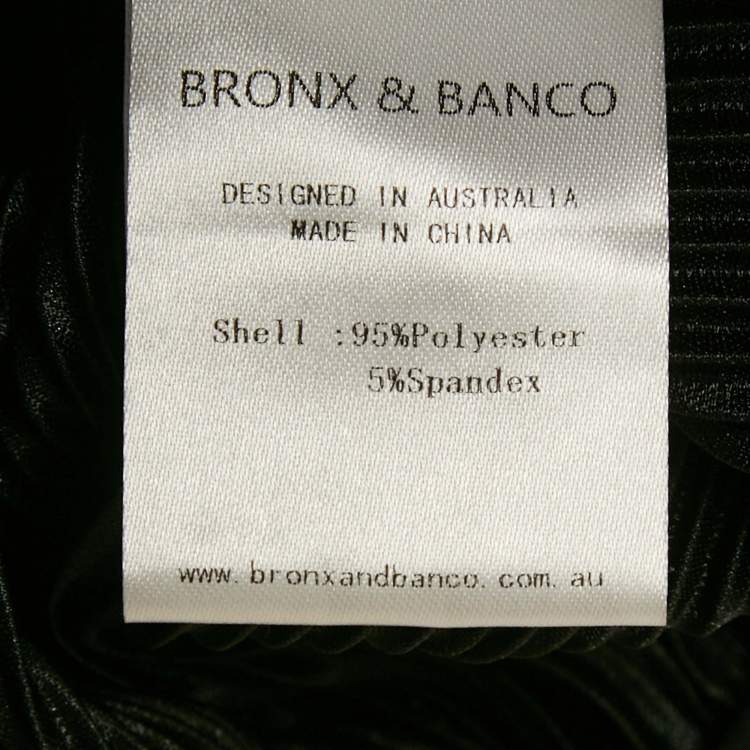 BRONX & BANCO
DESIGNED IN AUSTRALIA
MADE IN CHINA
Shell :95%Polyester
5%Spandex
www.bronxandbanco.com.au